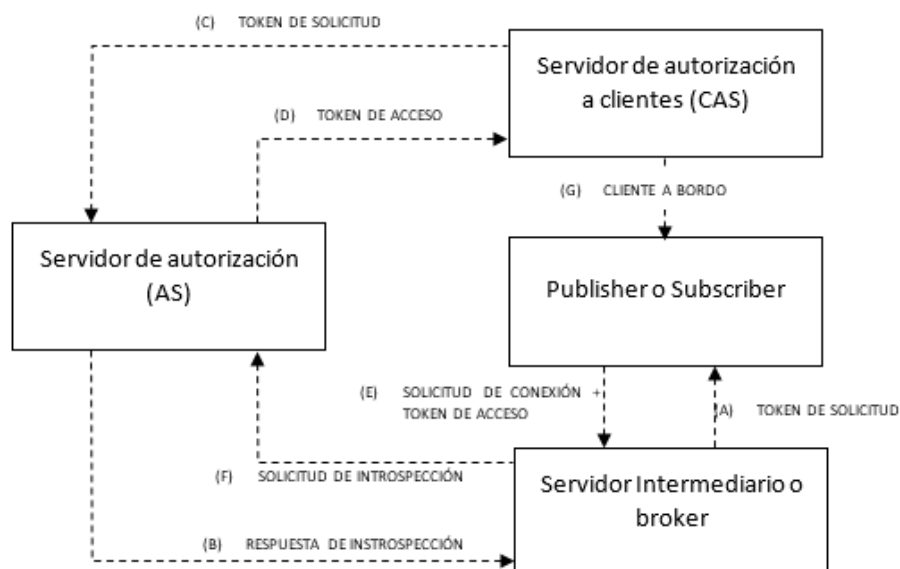 (C) TOKEN DE SOLICITUD
Servidor de autorización
a clientes (CAS)
(D) TOKEN DE ACCESO
(G) CLIENTE A BORDO
Servidor de autorización
(AS)
Publisher o Subscriber
(E) SOLICITUD DE CONEXIÓN +
TOKEN DE ACCESO
(A) TOKEN DE SOLICITUD
(F) SOLICITUD DE INTROSPECCIÓN
Servidor Intermediario o
broker
(B) RESPUESTA DE INSTROSPECCIÓN